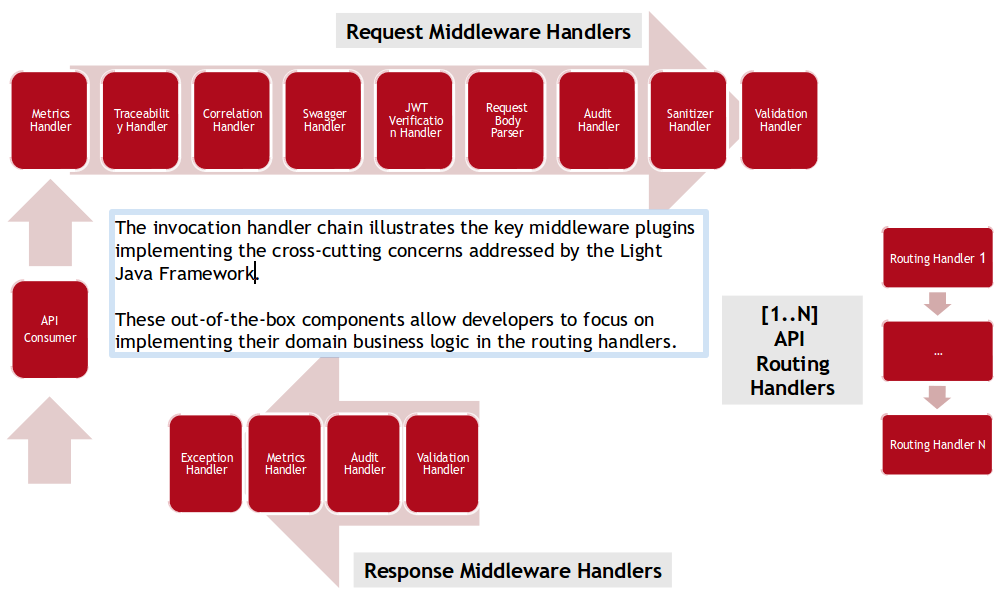 Request Middleware Handlers
Metrics
Handler
Traceabilit
y Handler
Correlation
Handler
Swagger
Handler
JWT
Verificatio
n Handler
Request
Body
Parser
Audit
Handler
Sanitizer
Handler
Validation
Handler
The invocation handler chain illustrates the key middleware plugins
implementing the cross-cutting concerns addressed by the Light
Java Framework.
These out-of-the-box components allow developers to focus on
implementing their domain business logic in the routing handlers.
API
Consumer
[1..N]
API
Routing
Handlers
Routing Handler 1
...
Routing Handler N
Exception
Handler
Metrics
Handler
Audit
Handler
Validation
Handler
Response Middleware Handlers